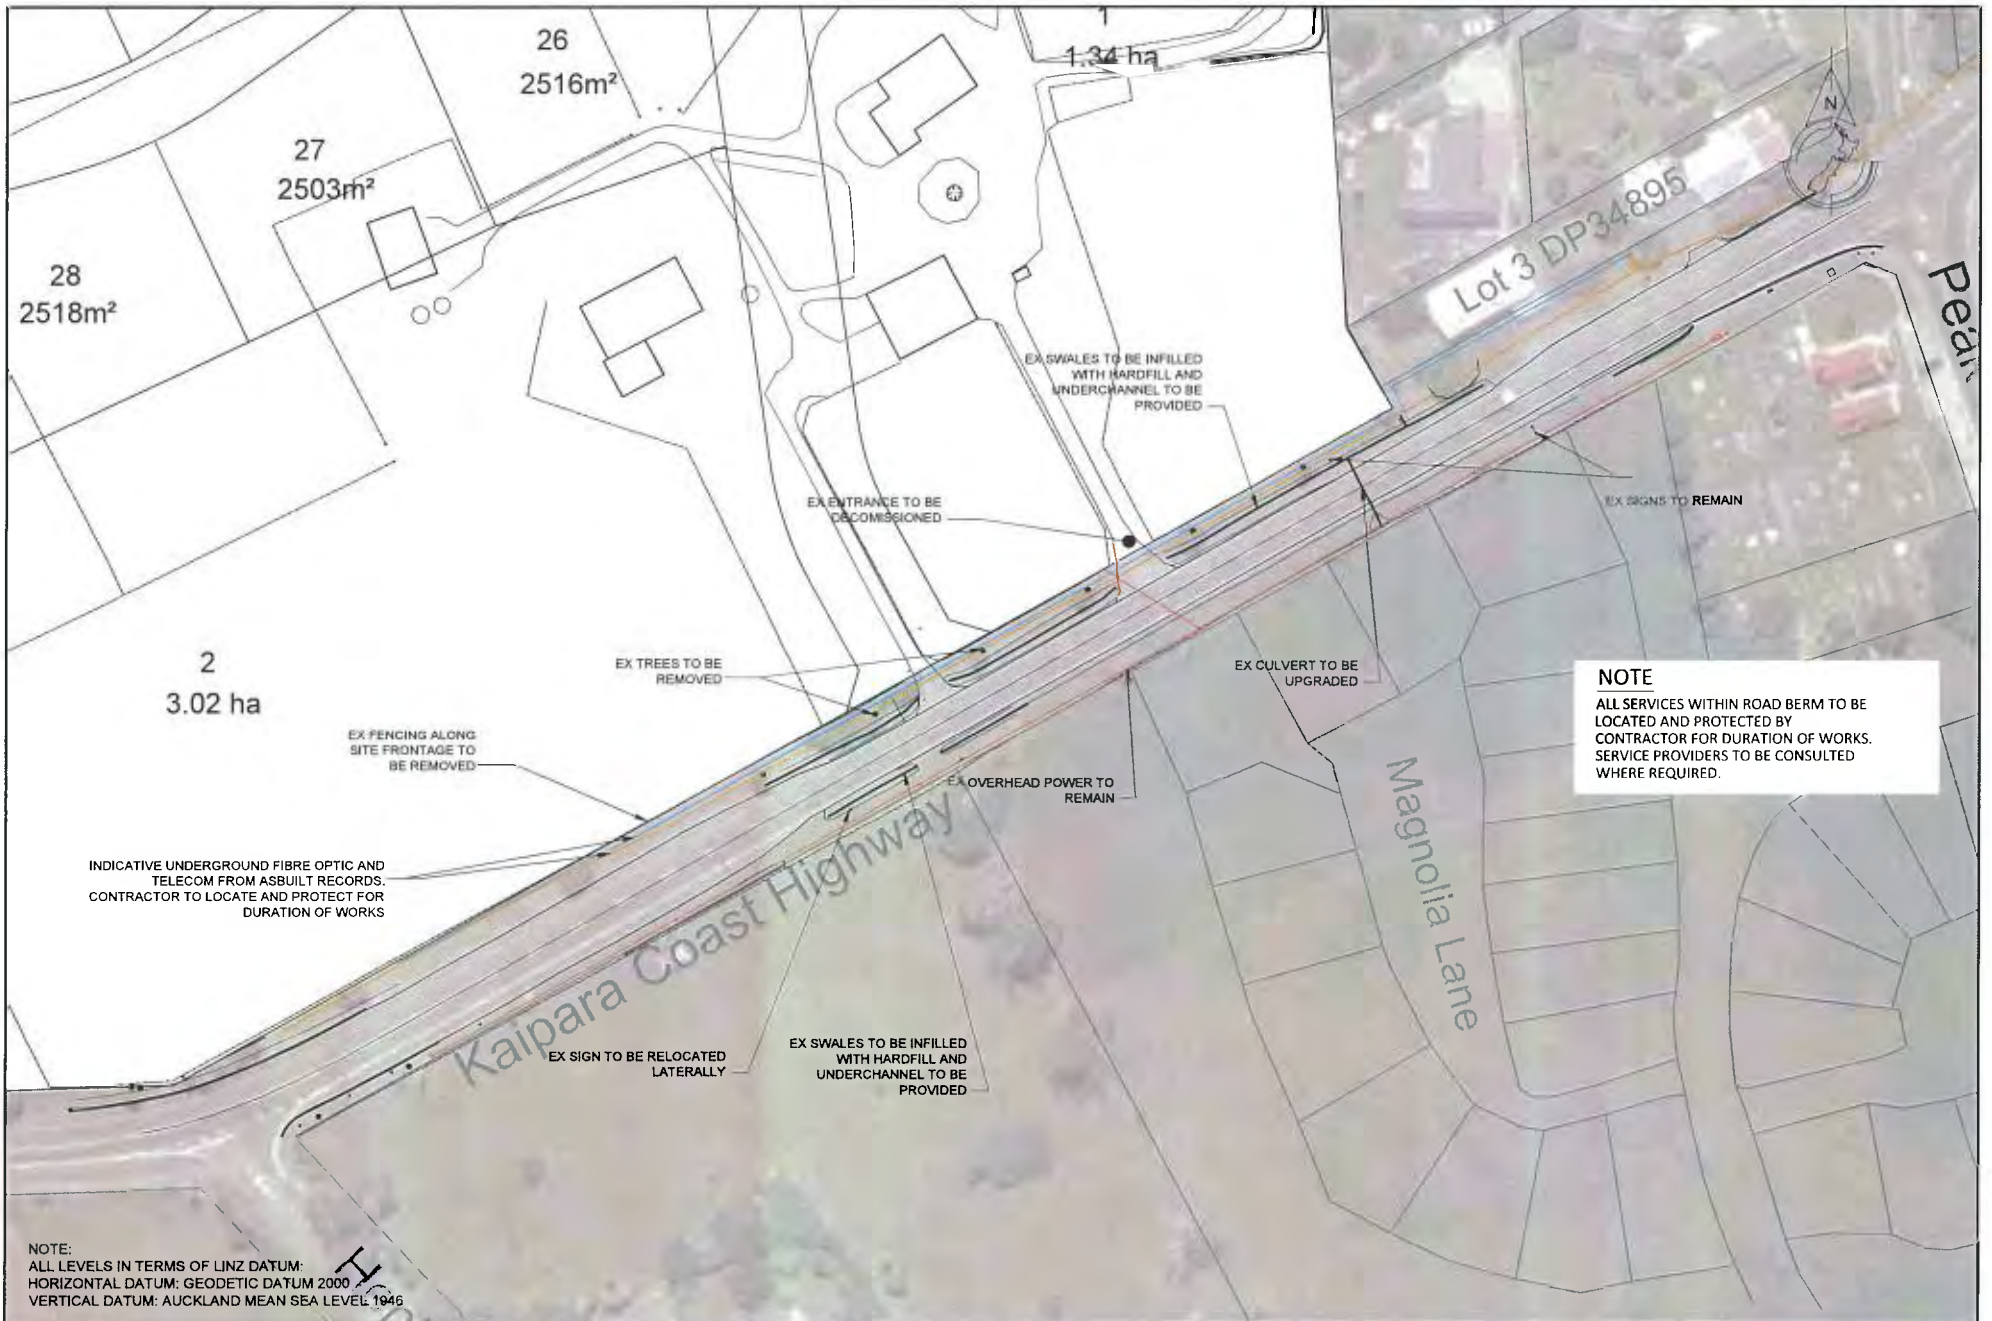 26
2516m²
1
1.34 ha
27
2503m²
28
2518m²
N
Lot 3 DP34895
EX SWALES TO BE INFILLED
WITH HARDFILL AND
UNDERCHANNEL TO BE
PROVIDED
EX ENTRANCE TO BE
DECOMISSIONED
EX SIGNS TO REMAIN
2
3.02 ha
EX TREES TO BE
REMOVED
EX CULVERT TO BE
UPGRADED
NOTE
ALL SERVICES WITHIN ROAD BERM TO BE
LOCATED AND PROTECTED BY
CONTRACTOR FOR DURATION OF WORKS.
SERVICE PROVIDERS TO BE CONSULTED
WHERE REQUIRED.
EX FENCING ALONG
SITE FRONTAGE TO
BE REMOVED
EX OVERHEAD POWER TO
REMAIN
Magnolia Lane
INDICATIVE UNDERGROUND FIBRE OPTIC AND
TELECOM FROM ASBUILT RECORDS.
CONTRACTOR TO LOCATE AND PROTECT FOR
DURATION OF WORKS
Kaipara Coast Highway
EX SIGN TO BE RELOCATED
LATERALLY
EX SWALES TO BE INFILLED
WITH HARDFILL AND
UNDERCHANNEL TO BE
PROVIDED
NOTE:
ALL LEVELS IN TERMS OF LINZ DATUM:
HORIZONTAL DATUM: GEODETIC DATUM 2000
VERTICAL DATUM: AUCKLAND MEAN SEA LEVEL 1946